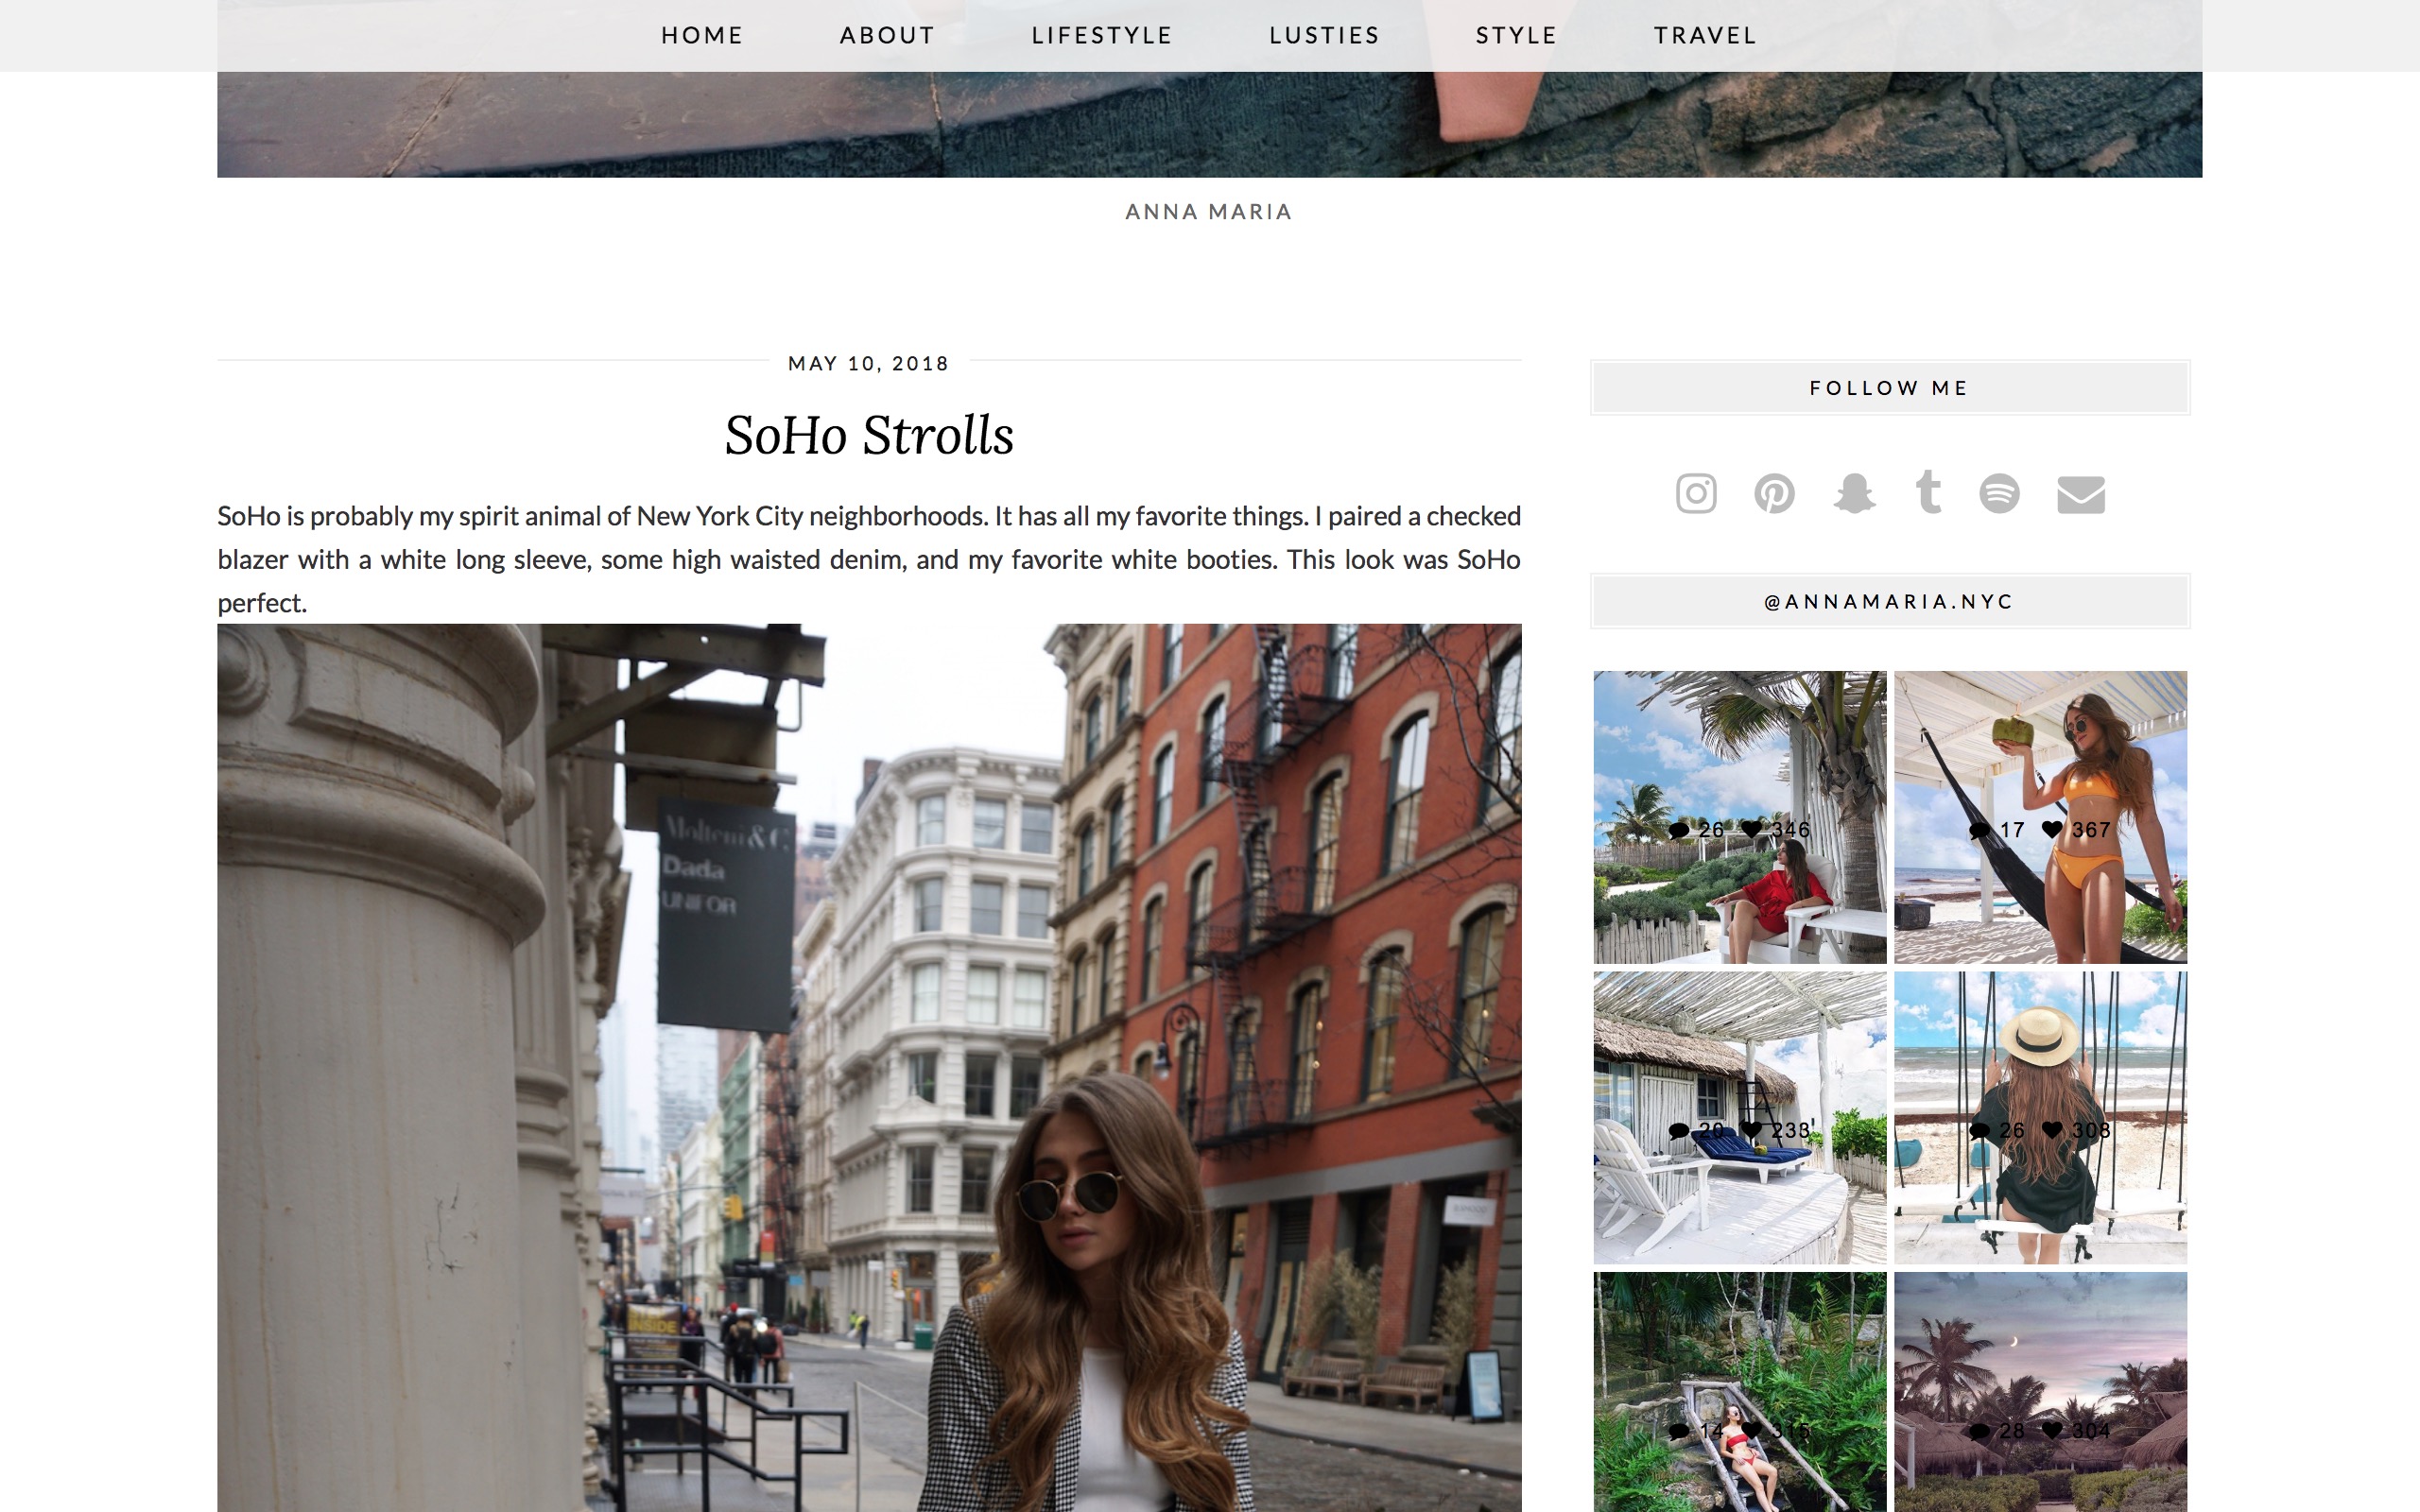 HOME ABOUT LIFESTYLE LUSTIES STYLE TRAVEL
ANNA MARIA
MAY 10, 2018
SoHo Strolls
SoHo is probably my spirit animal of New York City neighborhoods. It has all my favorite things. I paired a checked
blazer with a white long sleeve, some high waisted denim, and my favorite white booties. This look was SoHo
perfect.
Molteni&C
Dada
UNIFOR
INSIDE
FOLLOW ME
@ANNAMARIA.NYC
26 346
17 367
20 233
26 308
14 315
28 304